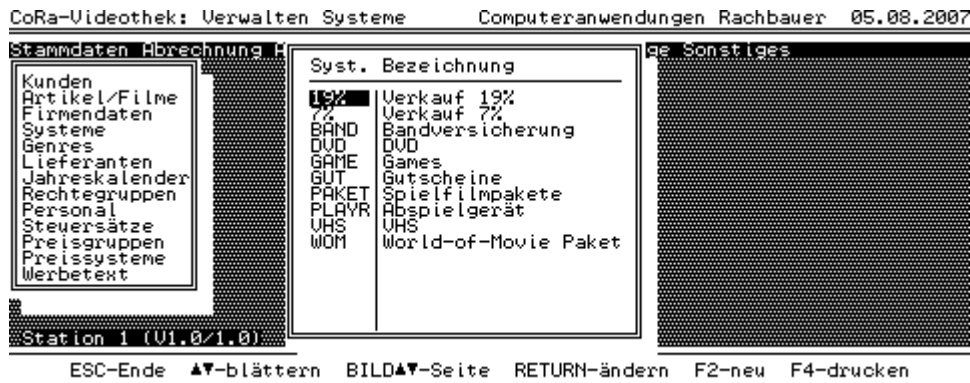 CoRa-Videothek: Verwalten Systeme Computeranwendungen Rachbauer 05.08.2007
Stammdaten Abrechnung A ge Sonstiges
Kunden
Artikel/Filme
Firmendaten
Systeme
Genres
Lieferanten
Jahreskalender
Rechtegruppen
Personal
Steuersätze
Preisgruppen
Preissysteme
Werbetext
Syst. Bezeichnung
19% Verkauf 19%
7% Verkauf 7%
BAND Bandversicherung
DVD DVD
GAME Games
GUT Gutscheine
PAKET Spielfilmpakete
PLAYR Abspielgerät
VHS VHS
WOM World-of-Movie Paket
Station 1 (V1.0/1.0)
ESC-Ende ▲▼-blättern BILD▲▼-Seite RETURN-ändern F2-neu F4-drucken